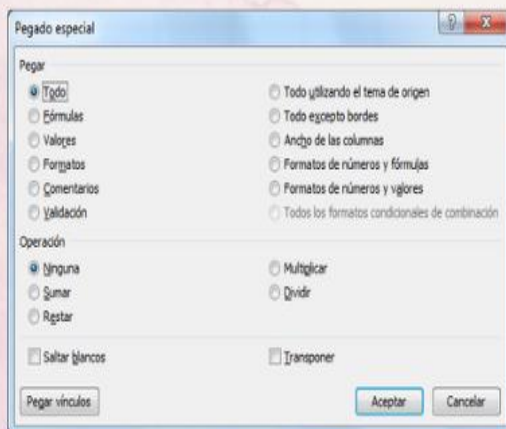 Pegado especial
Pegar
Todo
Fórmulas
Valores
Formatos
Comentarios
Validación
Todo utilizando el tema de origen
Todo excepto bordes
Ancho de las columnas
Formatos de números y fórmulas
Formatos de números y valores
Todos los formatos condicionales de combinación
Operación
Ninguna
Sumar
Restar
Multiplicar
Dividir
Saltar blancos
Transponer
Pegar vínculos
Aceptar
Cancelar